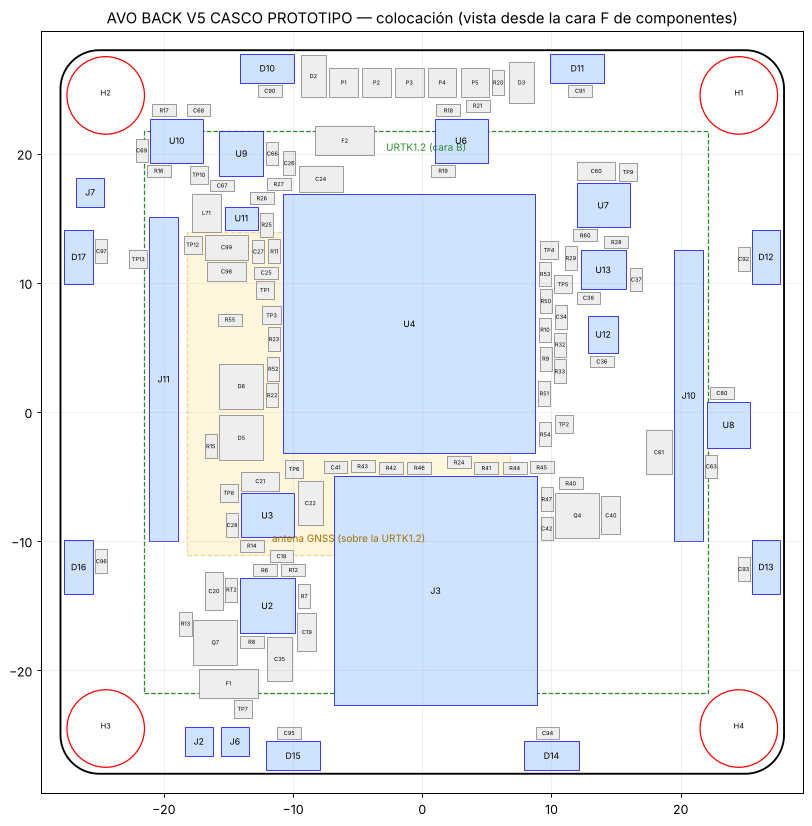 AVO BACK V5 CASCO PROTOTIPO — colocación (vista desde la cara F de componentes)
D10 D2 P1 P2 P3 P4 P5 R20 D3 D11
C90 C91
H2 H1
R17 C68 R18 R21
U10 U9 F2 U6
URTK1.2 (cara B)
C69 C66 C26
20 20
R16 TP10 C67 R27 C24 R19 C60 TP9
J7 R26 U7
L71 U11 R25
D17 C97 TP13 TP12 C99 C27 R11 TP4 R29 R60 R28 C92 D12
C98 C25 R53 TP5 U13 C37
10
TP1 R50 C38
R55 TP3 C34
R23 U4 R10 R32 U12
J11 R52 R9 R33 C36
D6 R22 R51 J10 C80
0
R15 D5 R54 TP2 C61 U8
TP6 C41 R43 R42 R46 R24 R41 R44 R45 C63
TP8 C21 C22 R47 R40
C28 U3 C42 Q4 C40
antena GNSS (sobre la URTK1.2)
−10
R14 C18
D16 C96 R6 R12 C93 D13
C20 RT2 U2 R7 J3
R13 Q7 R8 C19
C35
−20
F1
TP7
H3 H4
J2 J6 C95 D15 C94 D14
−20 −10 0 10 20